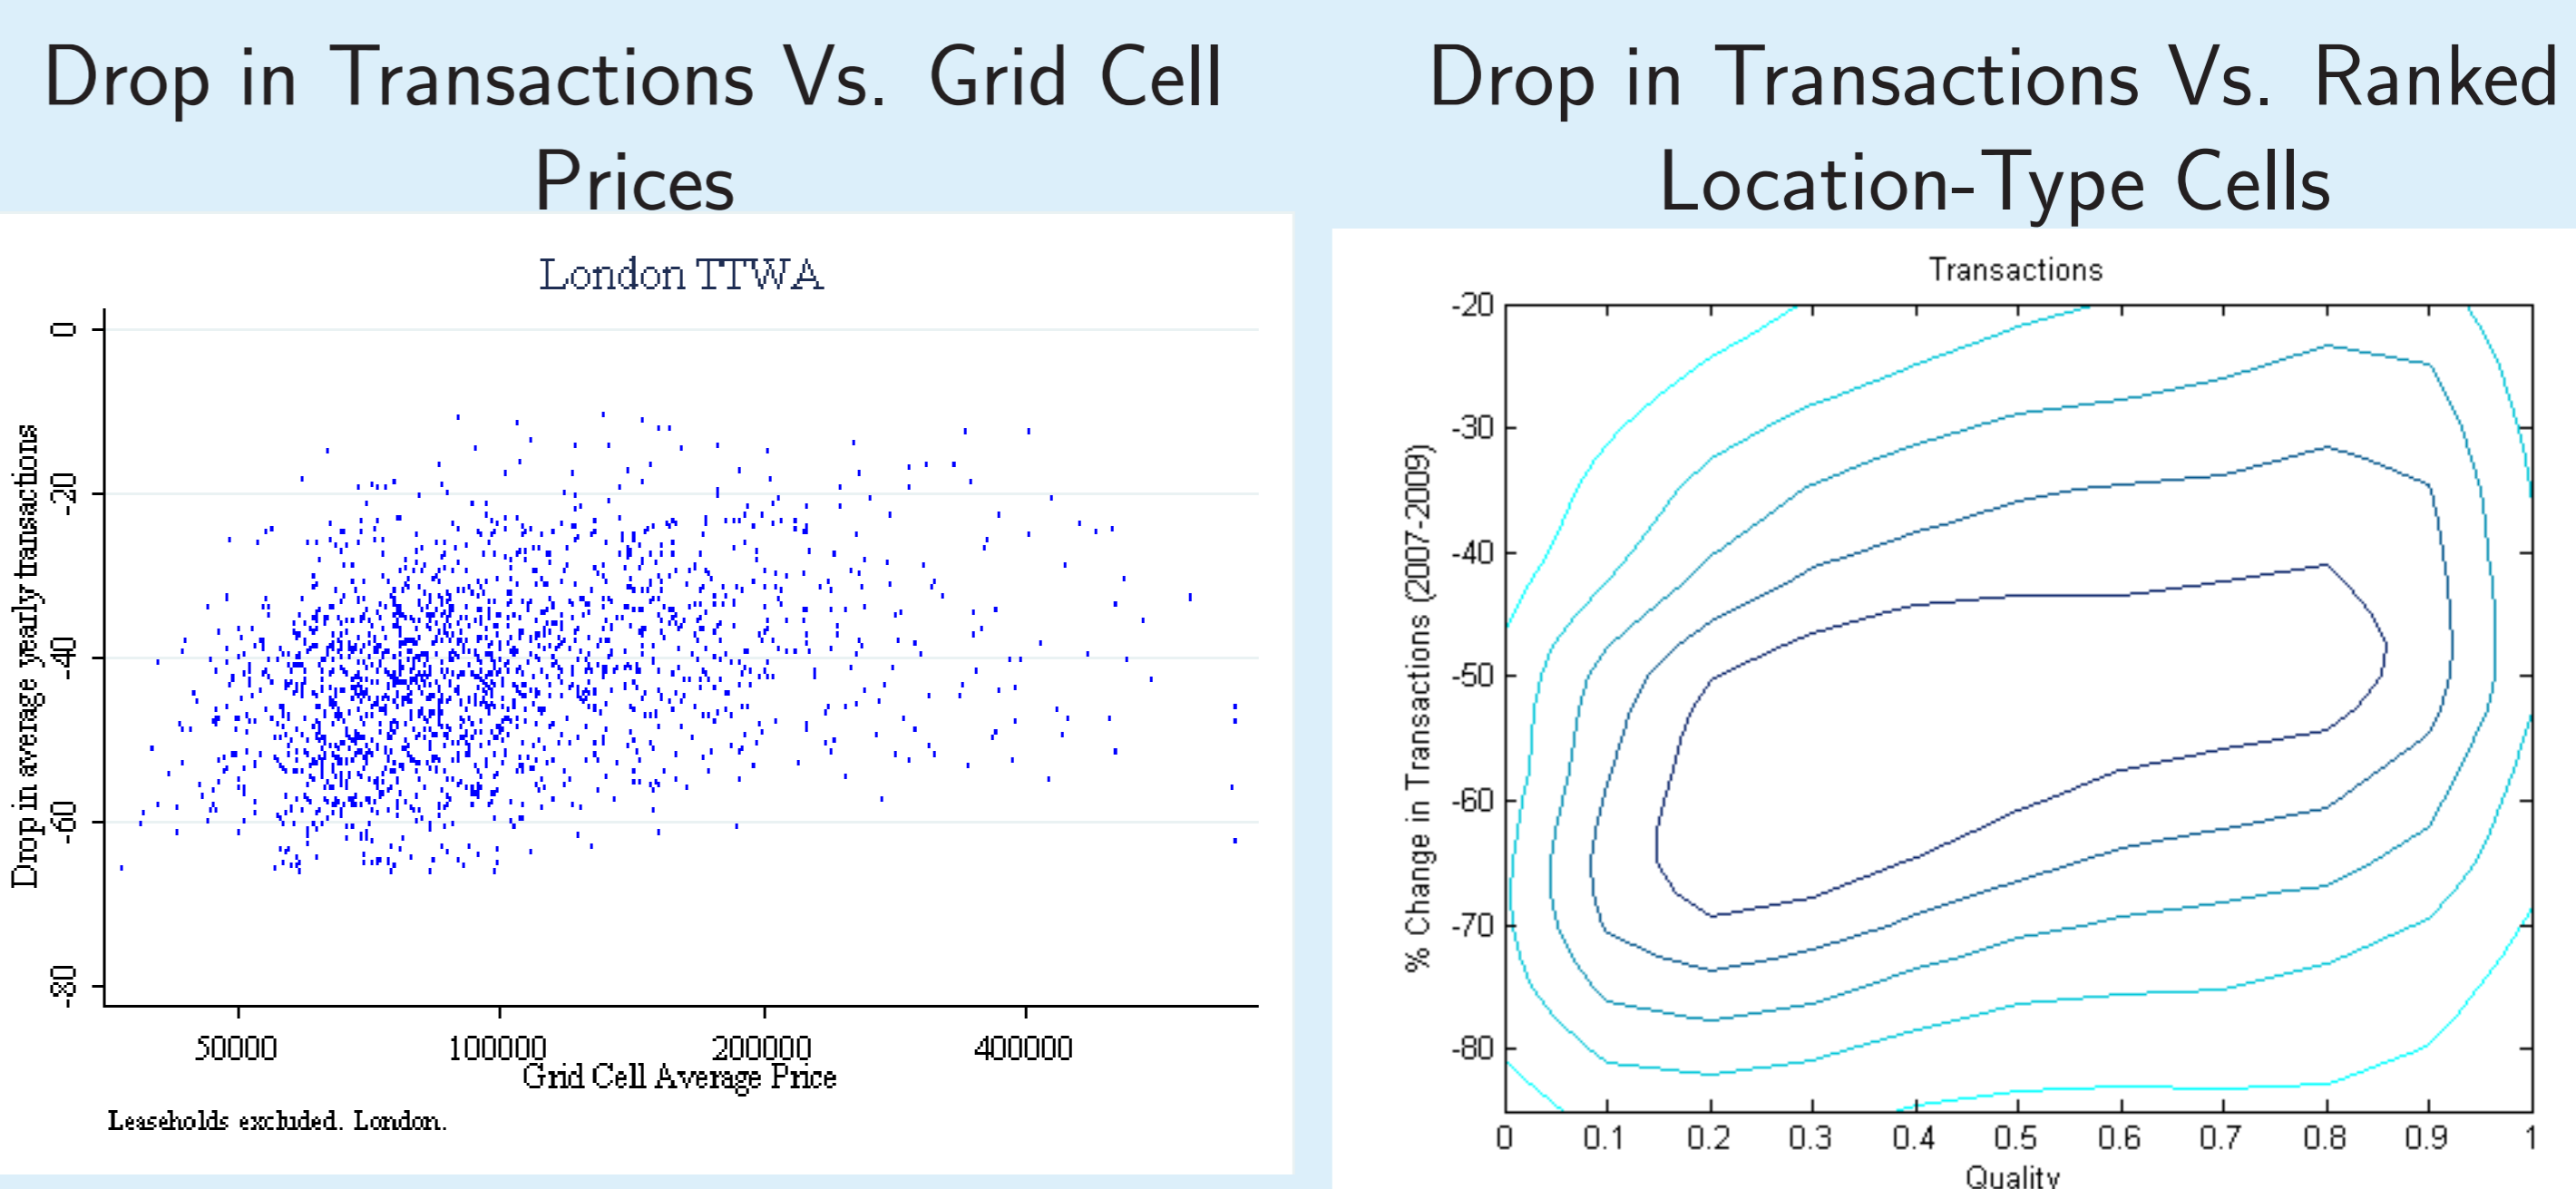 Drop in Transactions Vs. Grid Cell
Prices
London TTWA
0
-20
-40
-60
-80
Drop in average yearly transactions
50000 100000 200000 400000
Grid Cell Average Price
Leaseholds excluded. London.
Drop in Transactions Vs. Ranked
Location-Type Cells
Transactions
-20
-30
-40
-50
-60
-70
-80
% Change in Transactions (2007-2009)
0 0.1 0.2 0.3 0.4 0.5 0.6 0.7 0.8 0.9 1
Quality